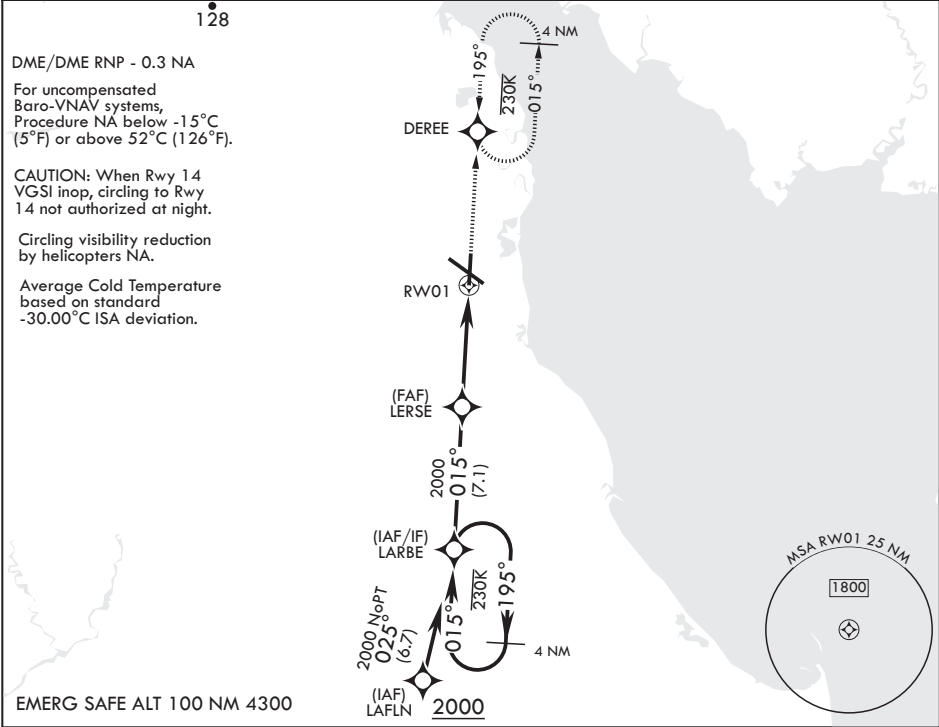 128
DME/DME RNP - 0.3 NA
For uncompensated
Baro-VNAV systems,
Procedure NA below -15°C
(5°F) or above 52°C (126°F).
CAUTION: When Rwy 14
VGSI inop, circling to Rwy
14 not authorized at night.
Circling visibility reduction
by helicopters NA.
Average Cold Temperature
based on standard
-30.00°C ISA deviation.
4 NM
195°
230K
015°
DEREE
RW01
(FAF)
LERSE
2000
015°
(7.1)
(IAF/IF)
LARBE
230K
195°
015°
4 NM
2000 NoPT
025°
(6.7)
(IAF)
LAFLN
2000
MSA RW01 25 NM
1800
EMERG SAFE ALT 100 NM 4300